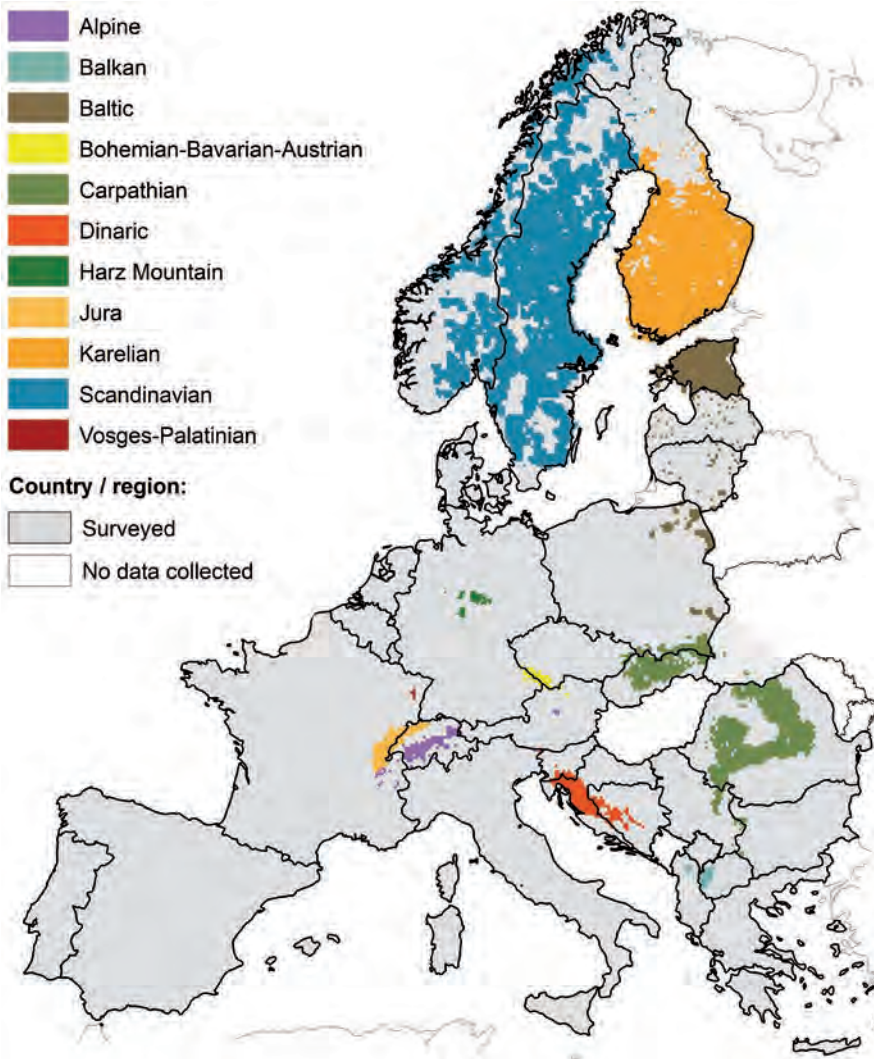 Alpine
Balkan
Baltic
Bohemian-Bavarian-Austrian
Carpathian
Dinaric
Harz Mountain
Jura
Karelian
Scandinavian
Vosges-Palatinian
Country / region:
Surveyed
No data collected